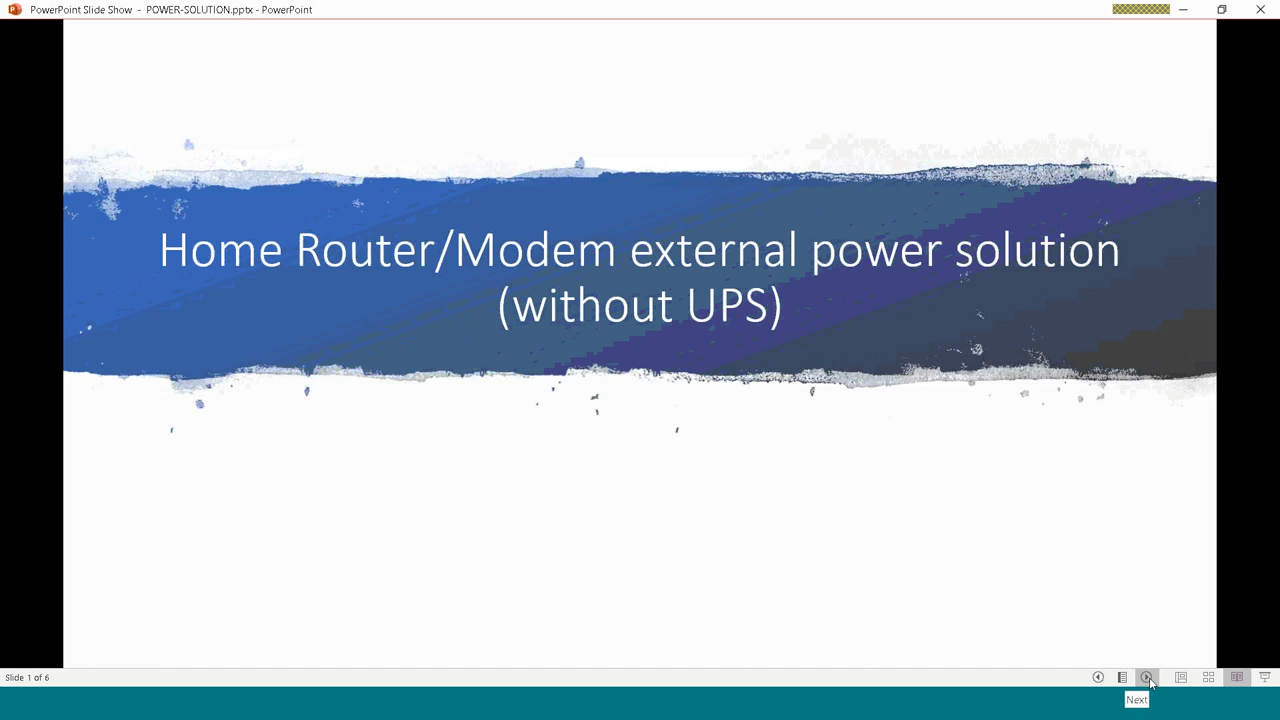 PowerPoint Slide Show - POWER-SOLUTION.pptx - PowerPoint
Home Router/Modem external power solution
(without UPS)
Slide 1 of 6
Next